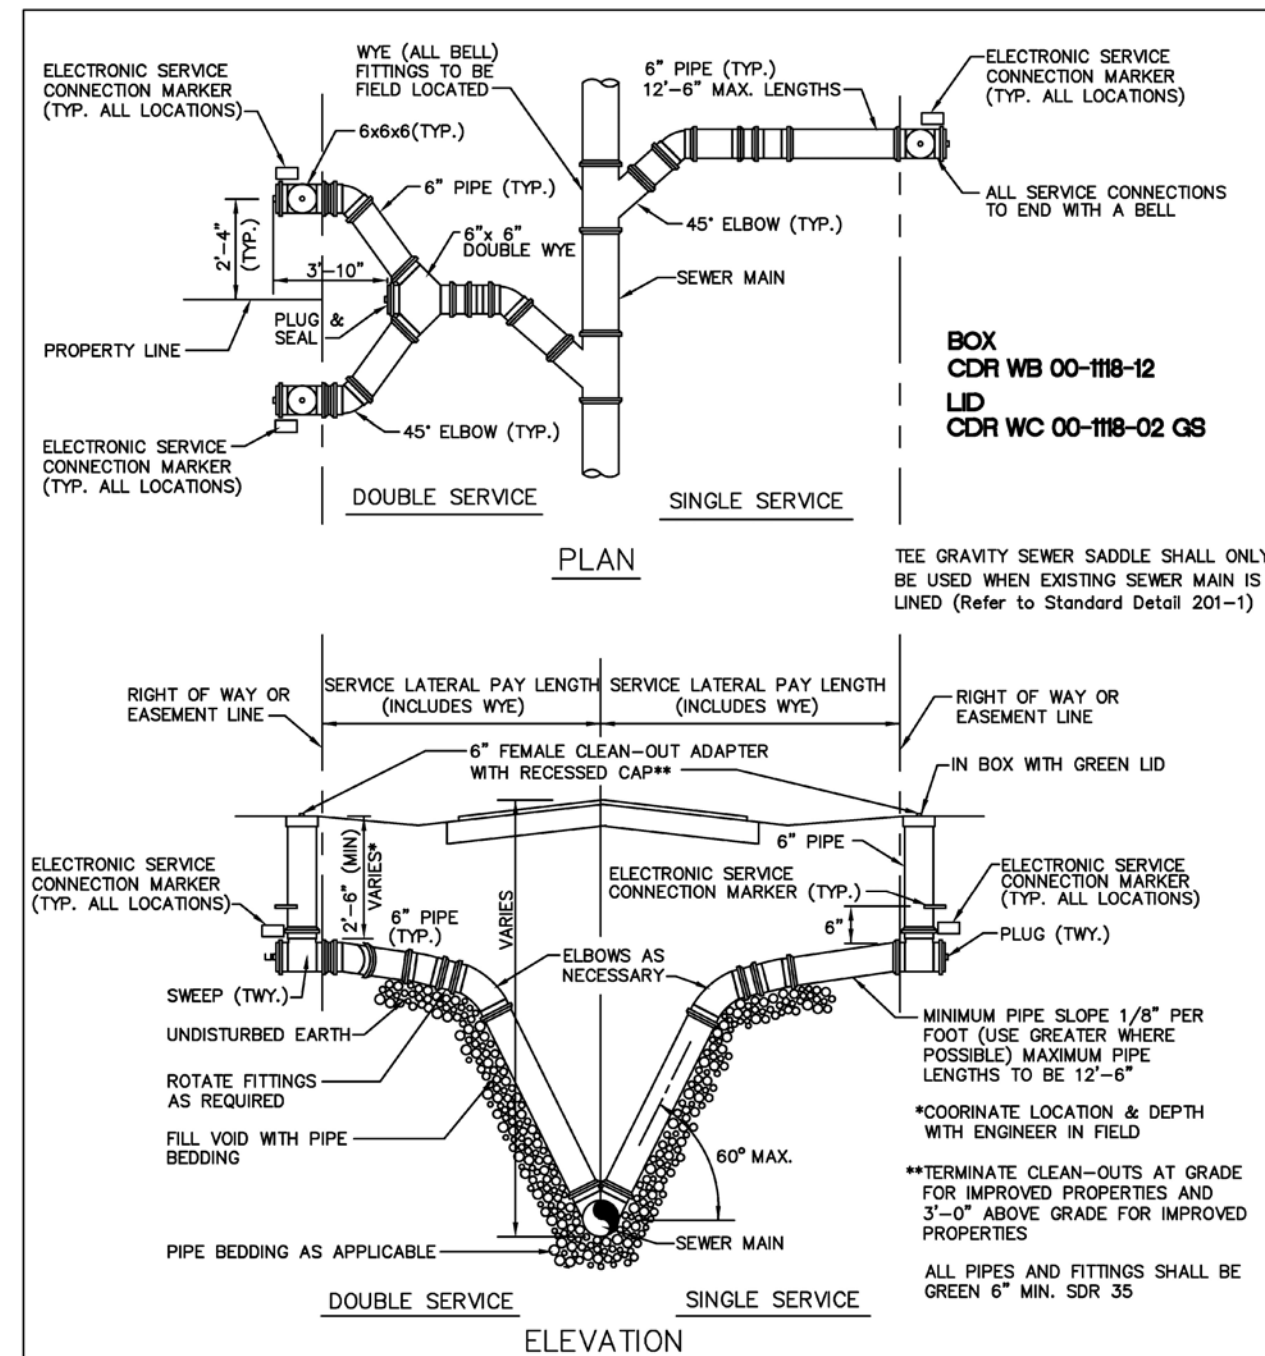 ELECTRONIC SERVICE
CONNECTION MARKER
(TYP. ALL LOCATIONS)
WYE (ALL BELL)
FITTINGS TO BE
FIELD LOCATED
6" PIPE (TYP.)
12'-6" MAX. LENGTHS
ELECTRONIC SERVICE
CONNECTION MARKER
(TYP. ALL LOCATIONS)
6x6x6(TYP.)
6" PIPE (TYP.)
ALL SERVICE CONNECTIONS
TO END WITH A BELL
45° ELBOW (TYP.)
2'-4"
(TYP.)
6"x 6"
DOUBLE WYE
3'-10"
SEWER MAIN
PLUG &
SEAL
PROPERTY LINE
BOX
CDR WB 00-1118-12
LID
CDR WC 00-1118-02 GS
45° ELBOW (TYP.)
ELECTRONIC SERVICE
CONNECTION MARKER
(TYP. ALL LOCATIONS)
DOUBLE SERVICE
SINGLE SERVICE
PLAN
TEE GRAVITY SEWER SADDLE SHALL ONLY
BE USED WHEN EXISTING SEWER MAIN IS
LINED (Refer to Standard Detail 201-1)
RIGHT OF WAY OR
EASEMENT LINE
SERVICE LATERAL PAY LENGTH
(INCLUDES WYE)
SERVICE LATERAL PAY LENGTH
(INCLUDES WYE)
RIGHT OF WAY OR
EASEMENT LINE
6" FEMALE CLEAN-OUT ADAPTER
WITH RECESSED CAP**
IN BOX WITH GREEN LID
2'-6" (MIN)
VARIES*
6" PIPE
ELECTRONIC SERVICE
CONNECTION MARKER
(TYP. ALL LOCATIONS)
ELECTRONIC SERVICE
CONNECTION MARKER (TYP.)
ELECTRONIC SERVICE
CONNECTION MARKER
(TYP. ALL LOCATIONS)
6" PIPE
(TYP.)
VARIES
6"
PLUG (TWY.)
ELBOWS AS
NECESSARY
SWEEP (TWY.)
UNDISTURBED EARTH
MINIMUM PIPE SLOPE 1/8" PER
FOOT (USE GREATER WHERE
POSSIBLE) MAXIMUM PIPE
LENGTHS TO BE 12'-6"
ROTATE FITTINGS
AS REQUIRED
*COORINATE LOCATION & DEPTH
WITH ENGINEER IN FIELD
FILL VOID WITH PIPE
BEDDING
60° MAX.
**TERMINATE CLEAN-OUTS AT GRADE
FOR IMPROVED PROPERTIES AND
3'-0" ABOVE GRADE FOR IMPROVED
PROPERTIES
SEWER MAIN
PIPE BEDDING AS APPLICABLE
ALL PIPES AND FITTINGS SHALL BE
GREEN 6" MIN. SDR 35
DOUBLE SERVICE
SINGLE SERVICE
ELEVATION